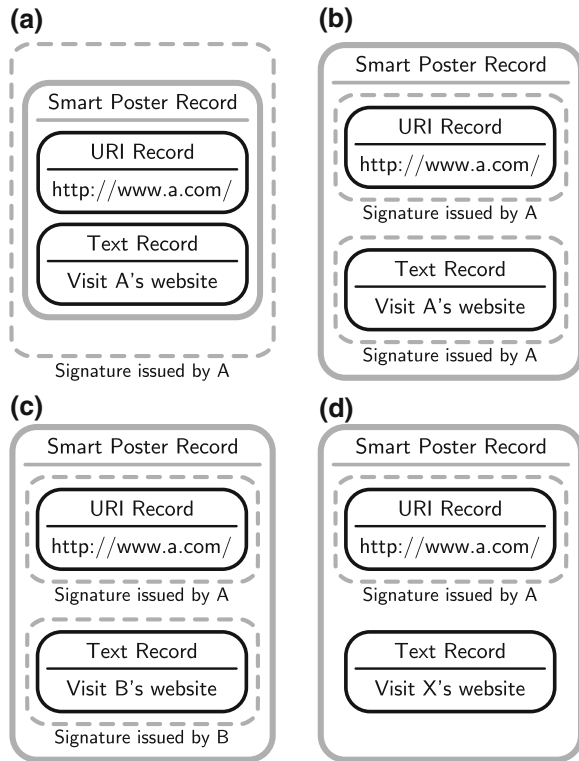 (a)
Smart Poster Record
URI Record
http://www.a.com/
Text Record
Visit A's website
Signature issued by A
(b)
Smart Poster Record
URI Record
http://www.a.com/
Signature issued by A
Text Record
Visit A's website
Signature issued by A
(c)
Smart Poster Record
URI Record
http://www.a.com/
Signature issued by A
Text Record
Visit B's website
Signature issued by B
(d)
Smart Poster Record
URI Record
http://www.a.com/
Signature issued by A
Text Record
Visit X's website